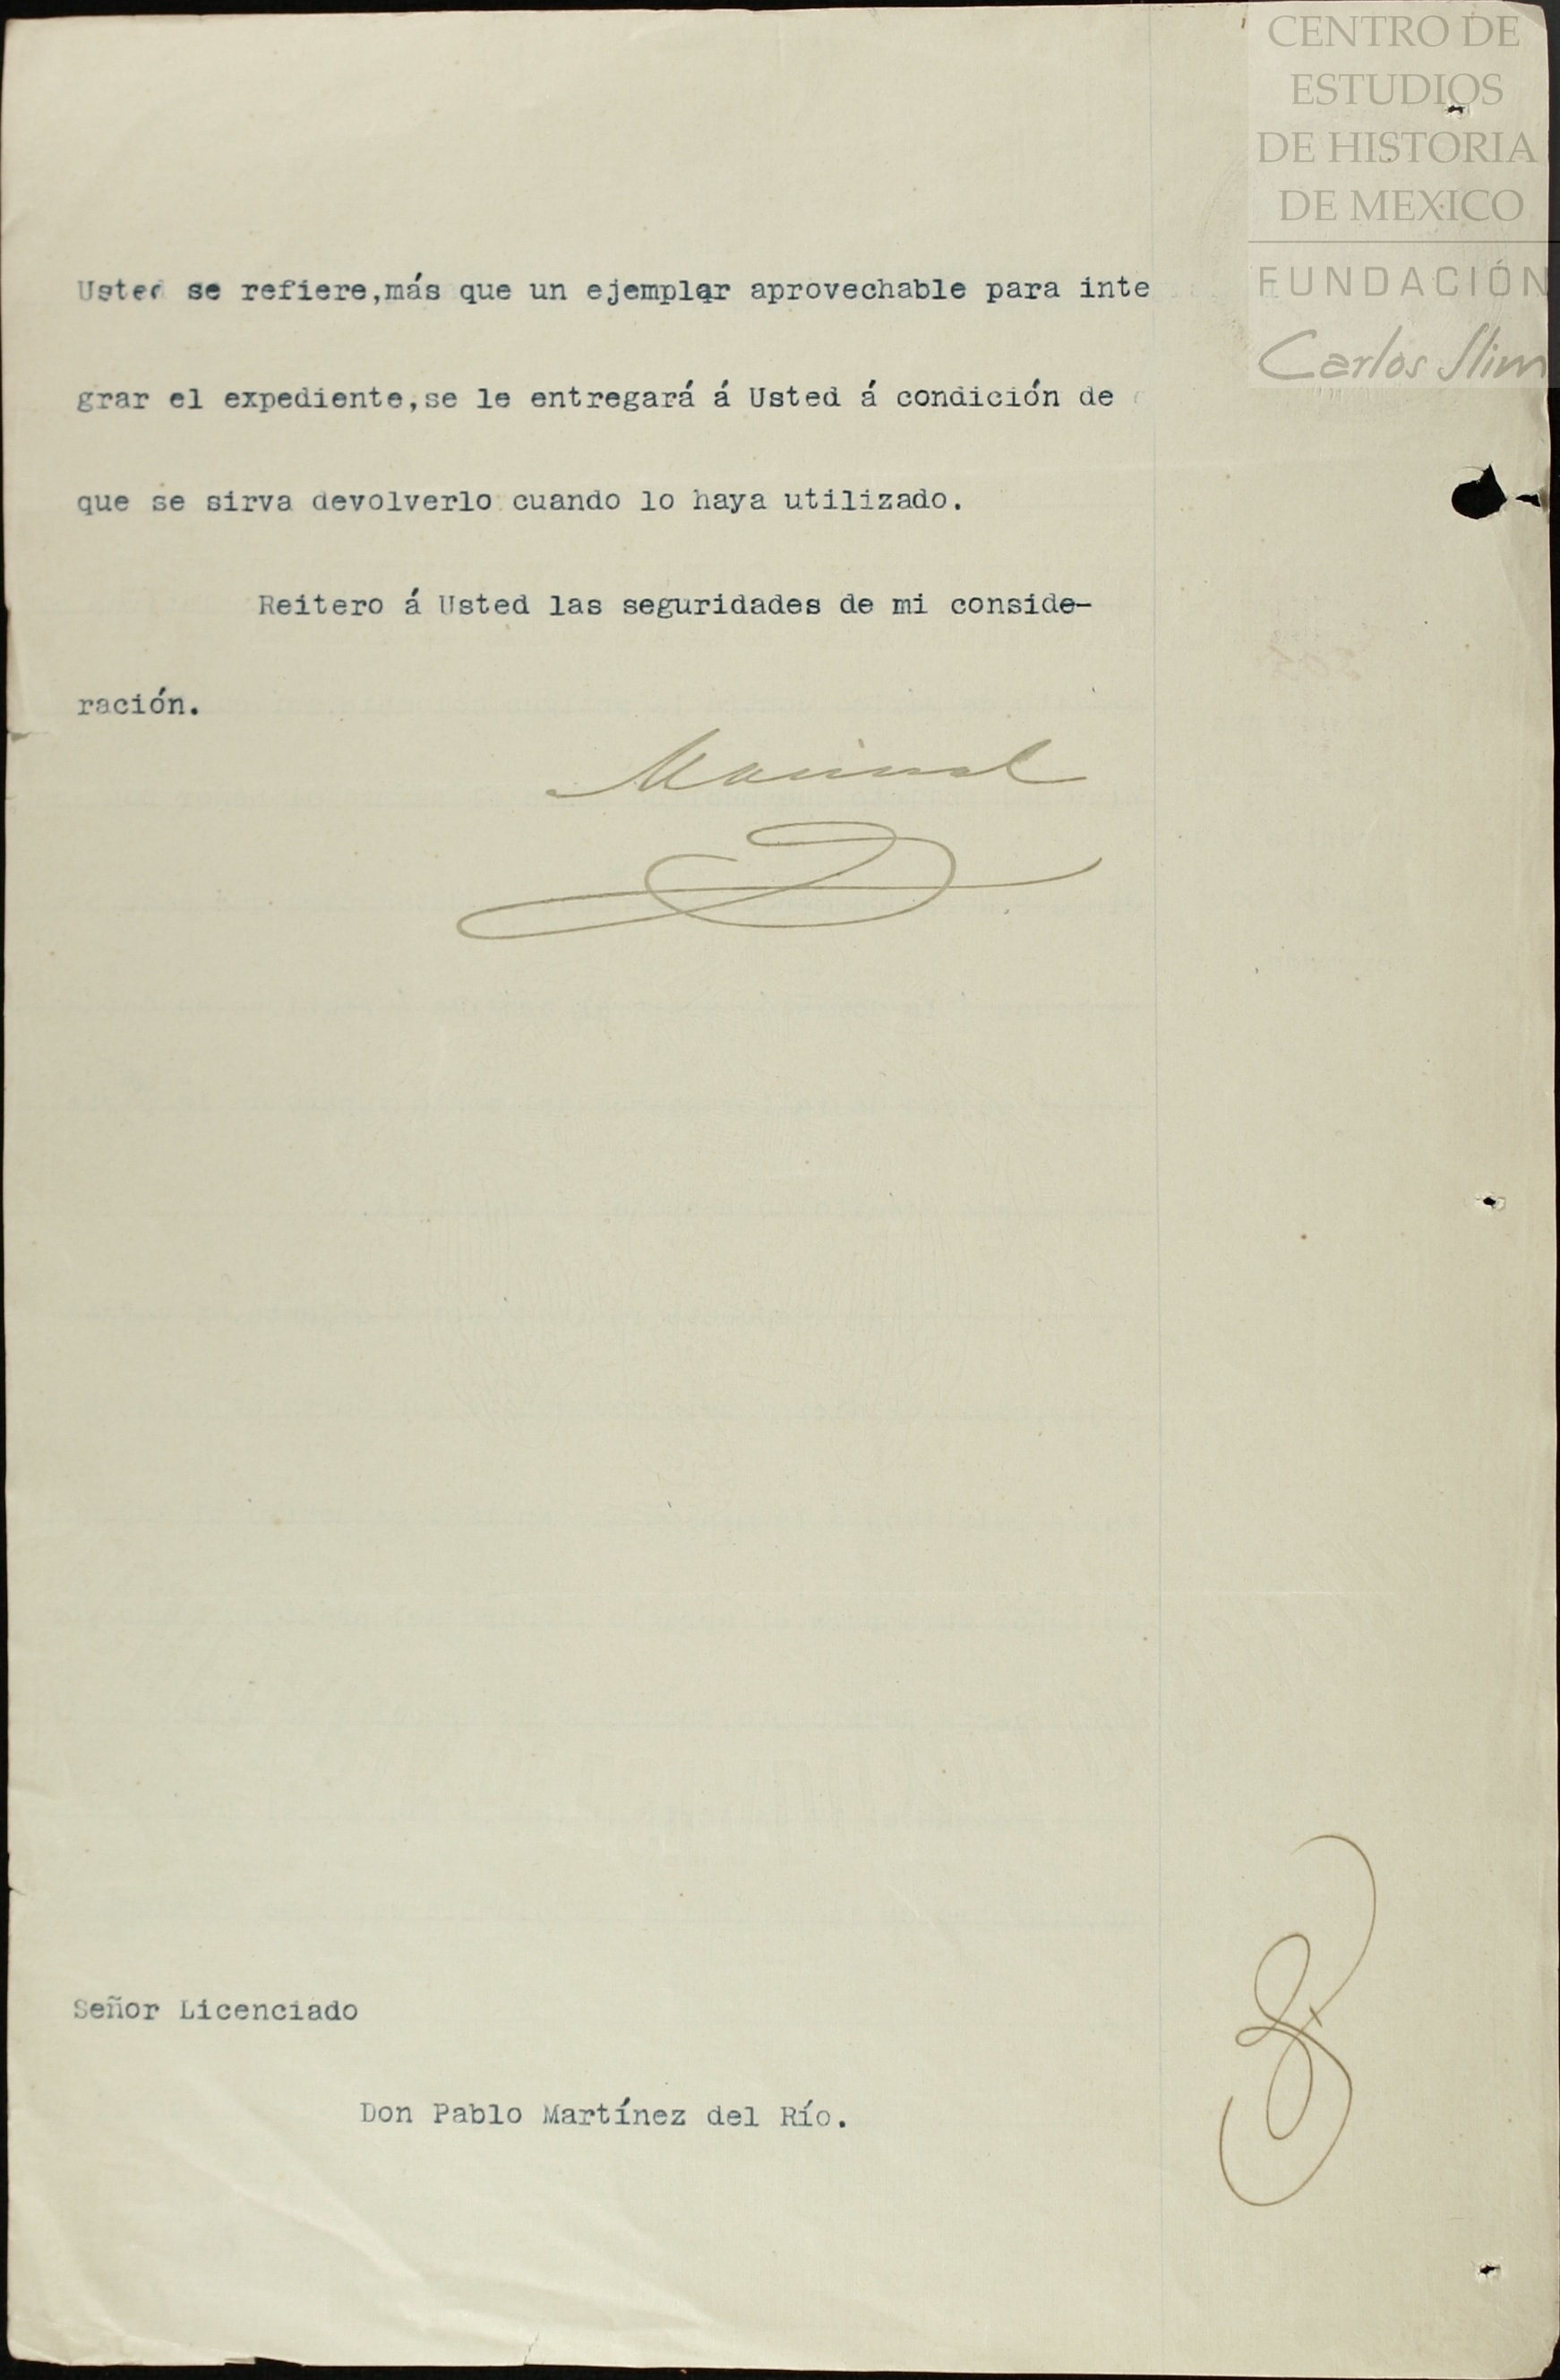 CENTRO DE
ESTUDIOS
DE HISTORIA
DE MEXICO
FUNDACIÓN
Carlos Slim
Usted se refiere,más que un ejemplar aprovechable para inte
grar el expediente,se le entregará á Usted á condición de
que se sirva devolverlo cuando lo haya utilizado.
Reitero á Usted las seguridades de mi conside-
ración.
Mariscal
Señor Licenciado
Don Pablo Martínez del Río.